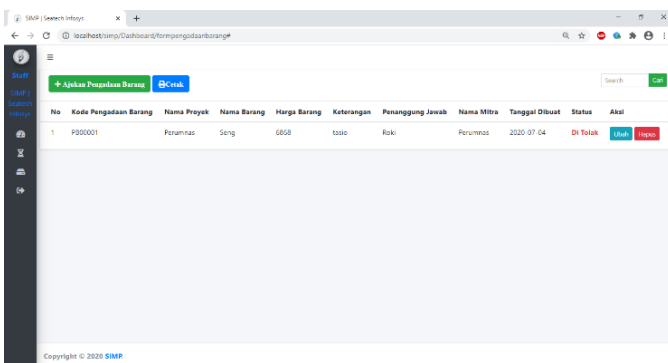 SIMP | Seatech Infosys
localhost/simp/Dashboard/formpengadaanbarang#
Staff
SIMP |
Seatech
Infosys
+ Ajukan Pengadaan Barang
Cetak
Search
Cari
No Kode Pengadaan Barang Nama Proyek Nama Barang Harga Barang Keterangan Penanggung Jawab Nama Mitra Tanggal Dibuat Status Aksi
1 PB00001 Perumnas Seng 6868 tasio Roki Perumnas 2020-07-04 Di Tolak Ubah Hapus
Copyright © 2020 SIMP.